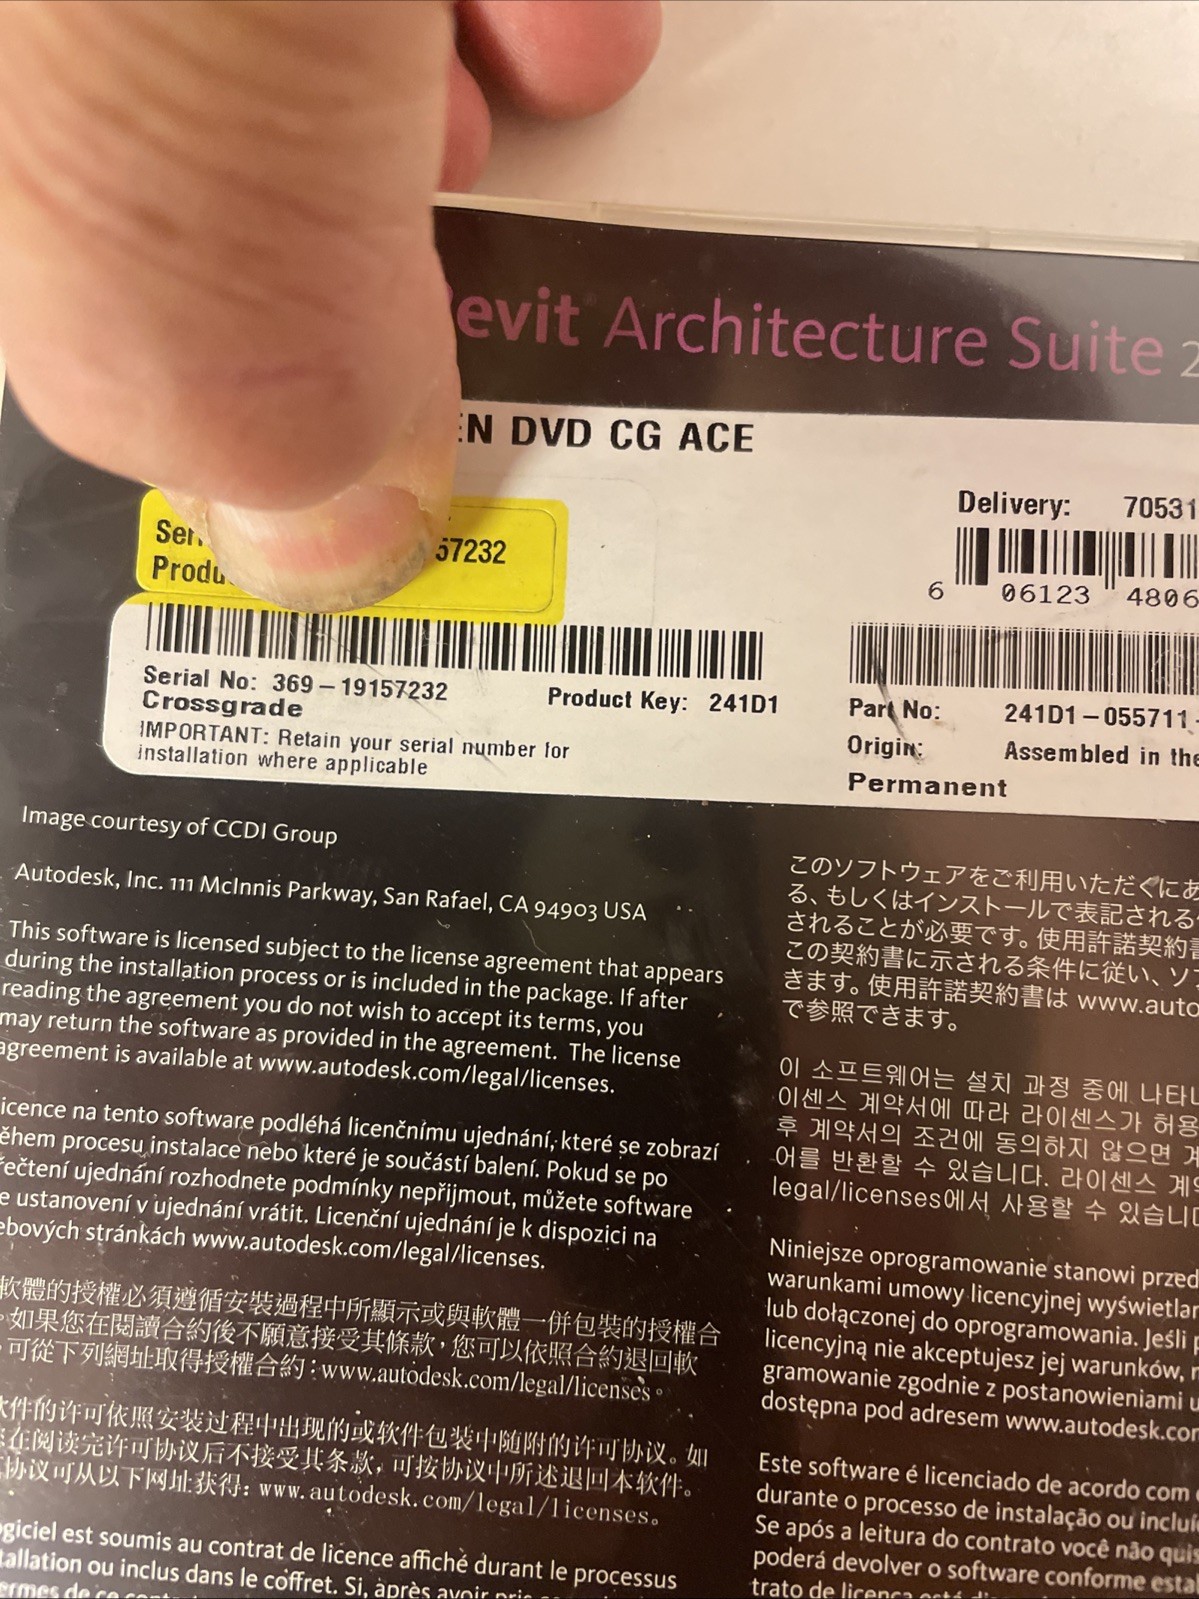 evit Architecture Suite 2
EN DVD CG ACE
Delivery: 70531
6 06123 4806
57232
Serial No: 369-19157232
Crossgrade
Product Key: 241D1
IMPORTANT: Retain your serial number for
installation where applicable
Part No: 241D1-055711-
Origin: Assembled in the
Permanent
Image courtesy of CCDI Group
Autodesk, Inc. 111 McInnis Parkway, San Rafael, CA 94903 USA
This software is licensed subject to the license agreement that appears
during the installation process or is included in the package. If after
reading the agreement you do not wish to accept its terms, you
may return the software as provided in the agreement. The license
agreement is available at www.autodesk.com/legal/licenses.
icence na tento software podléhá licenčnímu ujednání, které se zobrazí
ěhem procesu instalace nebo které je součástí balení. Pokud se po
řečtení ujednání rozhodnete podmínky nepřijmout, můžete software
e ustanovení v ujednání vrátit. Licenční ujednání je k dispozici na
ebových stránkách www.autodesk.com/legal/licenses.
軟體的授權必須遵循安裝過程中所顯示或與軟體一併包裝的授權合
。如果您在閱讀合約後不願意接受其條款，您可以依照合約退回軟
。可從下列網址取得授權合約：www.autodesk.com/legal/licenses。
件的许可依照安装过程中出现的或软件包装中随附的许可协议。如
在阅读完许可协议后不接受其条款，可按协议中所述退回本软件。
协议可从以下网址获得：www.autodesk.com/legal/licenses。
ogiciel est soumis au contrat de licence affiché durant le processus
tallation ou inclus dans le coffret. Si, après avoir
このソフトウェアをご利用いただくにあ
る、もしくはインストールで表記される
されることが必要です。使用許諾契約書
この契約書に示される条件に従い、ソ
きます。使用許諾契約書は www.auto
で参照できます。
이 소프트웨어는 설치 과정 중에 나타나
이센스 계약서에 따라 라이센스가 허용
후 계약서의 조건에 동의하지 않으면 계
어를 반환할 수 있습니다. 라이센스 계약
legal/licenses에서 사용할 수 있습니다
Niniejsze oprogramowanie stanowi przed
warunkami umowy licencyjnej wyświetlan
lub dołączonej do oprogramowania. Jeśli
licencyjną nie akceptujesz jej warunków,
gramowanie zgodnie z postanowieniami u
dostępna pod adresem www.autodesk.com
Este software é licenciado de acordo com
durante o processo de instalação ou incluí
Se após a leitura do contrato você não quis
poderá devolver o software conforme estab
trato de licença